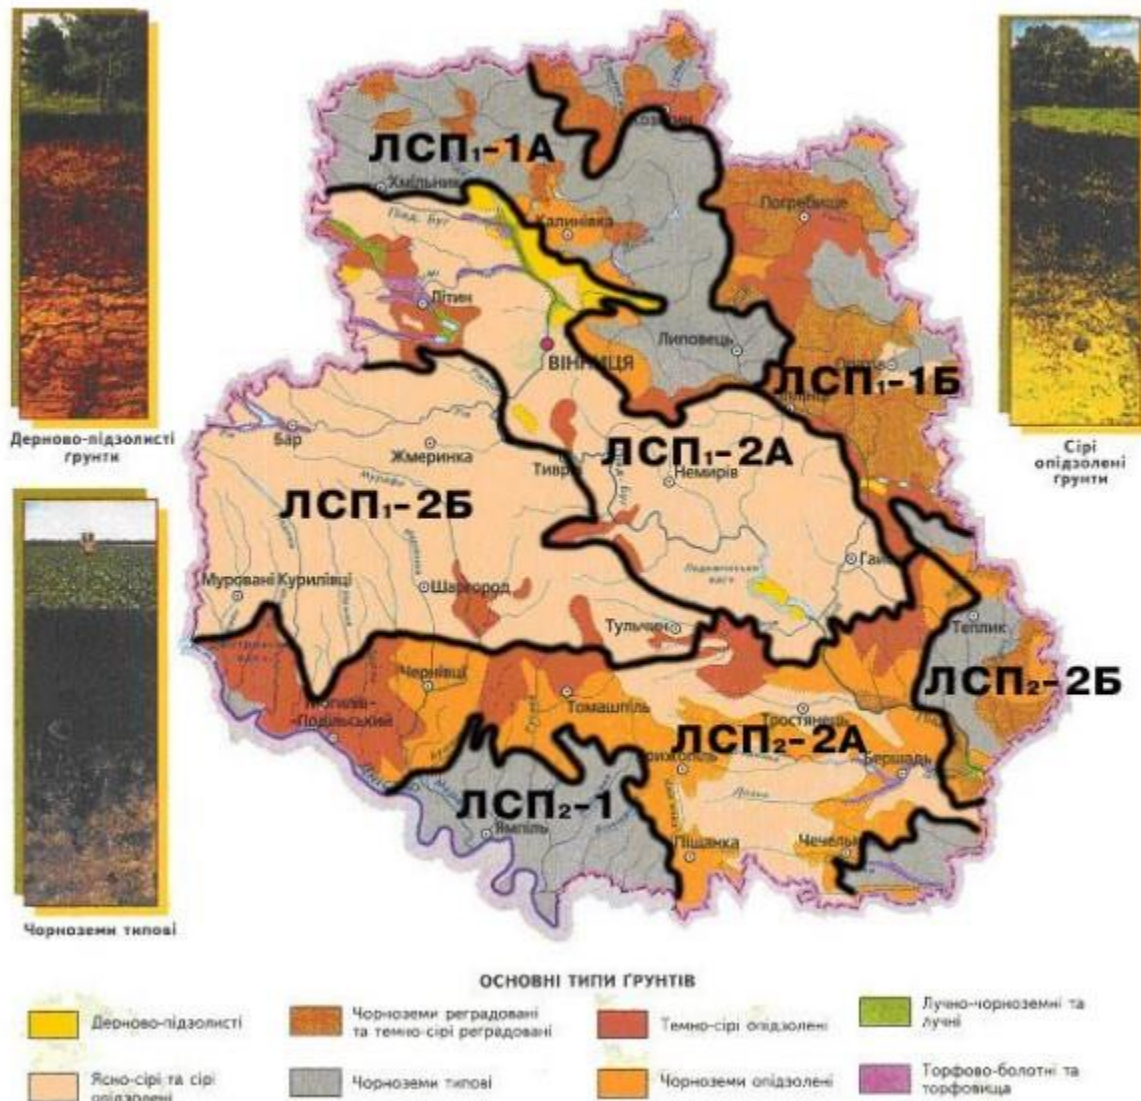 ЛСП₁-1А
Козятин
Хмільник
Півд. Буг
Калинівка
Погребище
Літин
ВІННИЦЯ
Липовець
ЛСП₁-1Б
Бар
Жмеринка
Мурафа
ЛСП₁-2А
Тиврів
Немирів
ЛСП₁-2Б
Муровані Курилівці
Шаргород
Тульчин
Теплик
Чернівці
ЛСП₂-2Б
Могилів-
-Подільський
Томашпіль
Тростянець
ЛСП₂-2А
Бершадь
ЛСП₂-1
Ямпіль
Піщанка
Дерново-підзолисті
ґрунти
Сірі
опідзолені
ґрунти
Чорноземи типові
ОСНОВНІ ТИПИ ҐРУНТІВ
Дерново-підзолисті
Чорноземи реградовані
та темно-сірі реградовані
Темно-сірі опідзолені
Лучно-чорноземні та
лучні
Ясно-сірі та сірі
опідзолені
Чорноземи типові
Чорноземи опідзолені
Торфово-болотні та
торфовища